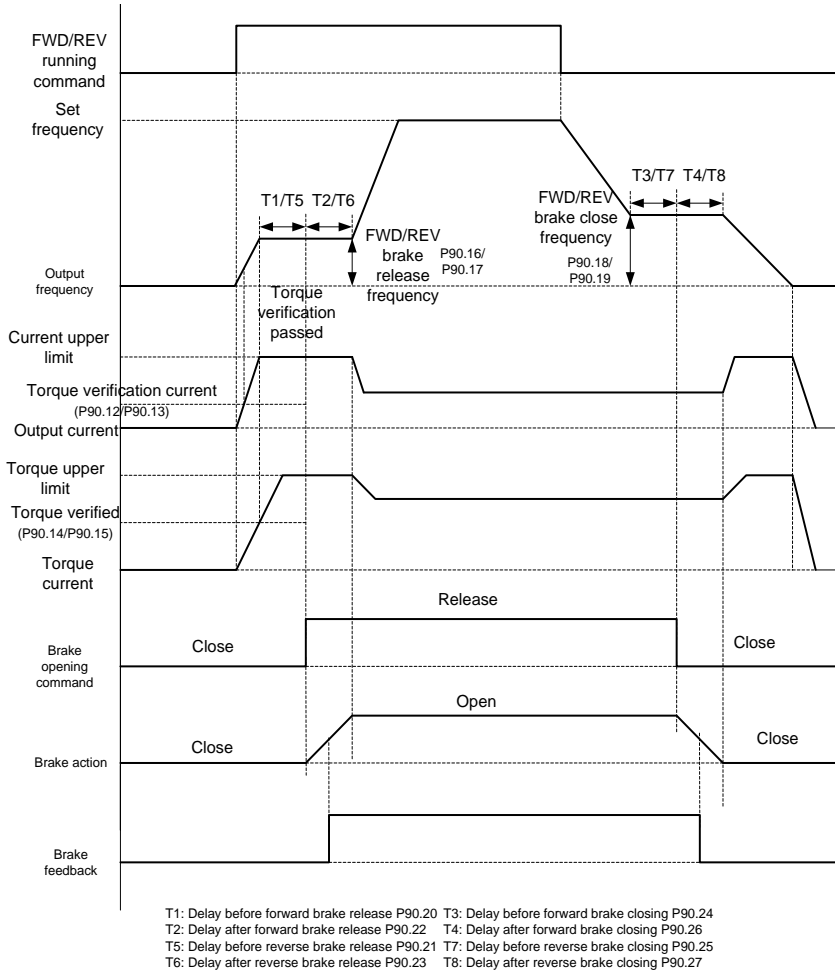 FWD/REV
running
command
Set
frequency
T1/T5
T2/T6
T3/T7
T4/T8
FWD/REV
brake
release
frequency
P90.16/
P90.17
FWD/REV
brake close
frequency
P90.18/
P90.19
Output
frequency
Torque
verification
passed
Current upper
limit
Torque verification current
(P90.12/P90.13)
Output current
Torque upper
limit
Torque verified
(P90.14/P90.15)
Torque
current
Release
Close
Close
Brake
opening
command
Open
Close
Close
Brake action
Brake
feedback
T1: Delay before forward brake release P90.20 T3: Delay before forward brake closing P90.24
T2: Delay after forward brake release P90.22 T4: Delay after forward brake closing P90.26
T5: Delay before reverse brake release P90.21 T7: Delay before reverse brake closing P90.25
T6: Delay after reverse brake release P90.23 T8: Delay after reverse brake closing P90.27